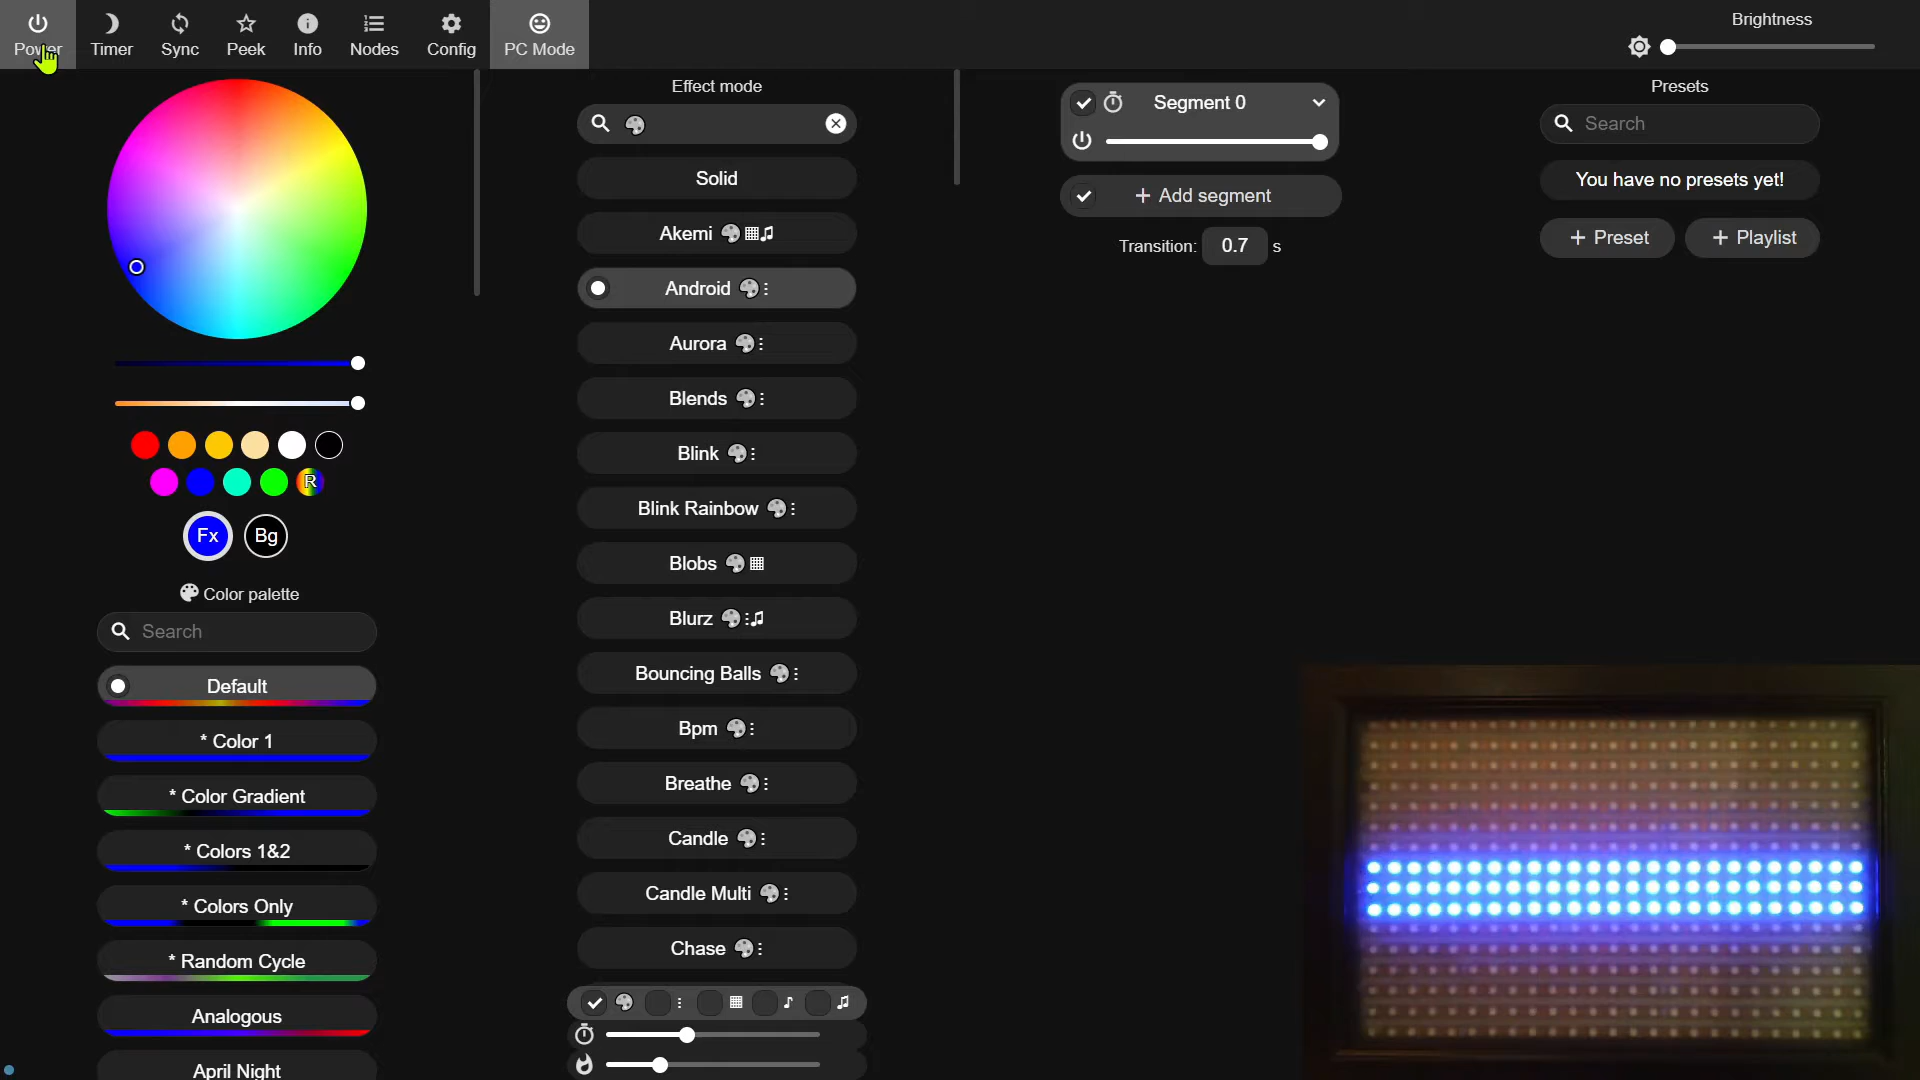 Power
Timer
Sync
Peek
Info
Nodes
Config
PC Mode
Brightness
Fx
Bg
R
Color palette
Search
Default
* Color 1
* Color Gradient
* Colors 1&2
* Colors Only
* Random Cycle
Analogous
April Night
Effect mode
Solid
Akemi
Android
Aurora
Blends
Blink
Blink Rainbow
Blobs
Blurz
Bouncing Balls
Bpm
Breathe
Candle
Candle Multi
Chase
Segment 0
+ Add segment
Transition: 0.7 s
Presets
Search
You have no presets yet!
+ Preset
+ Playlist